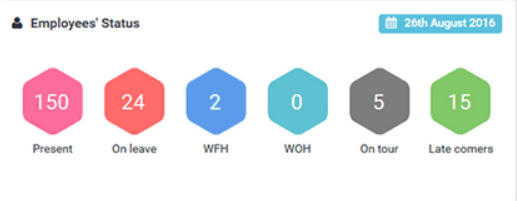 Employees' Status
26th August 2016
150 24 2 0 5 15
Present On leave WFH WOH On tour Late comers